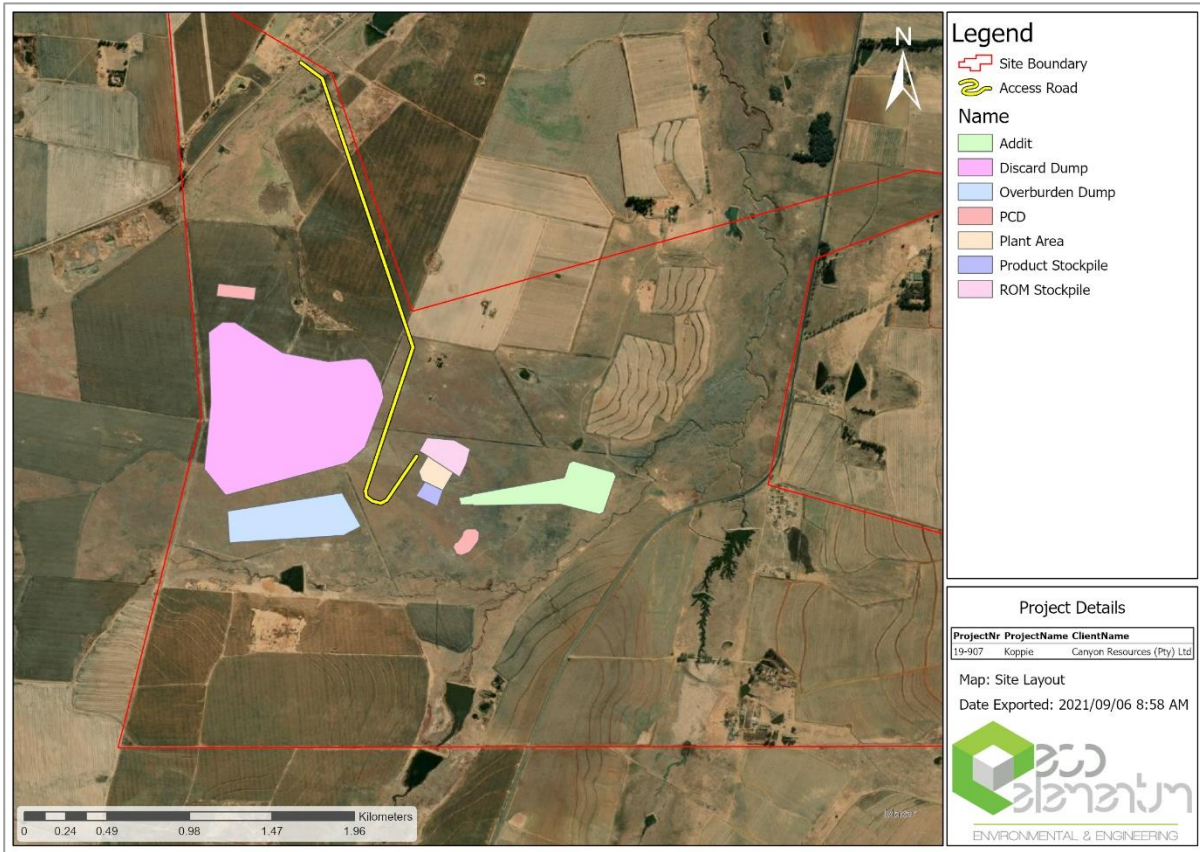 N
Legend
Site Boundary
Access Road
Name
Addit
Discard Dump
Overburden Dump
PCD
Plant Area
Product Stockpile
ROM Stockpile
Project Details
ProjectNr ProjectName ClientName
19-907 Koppie Canyon Resources (Pty) Ltd
Map: Site Layout
Date Exported: 2021/09/06 8:58 AM
eco
elementum
ENVIRONMENTAL & ENGINEERING
Kilometers
0 0.24 0.49 0.98 1.47 1.96